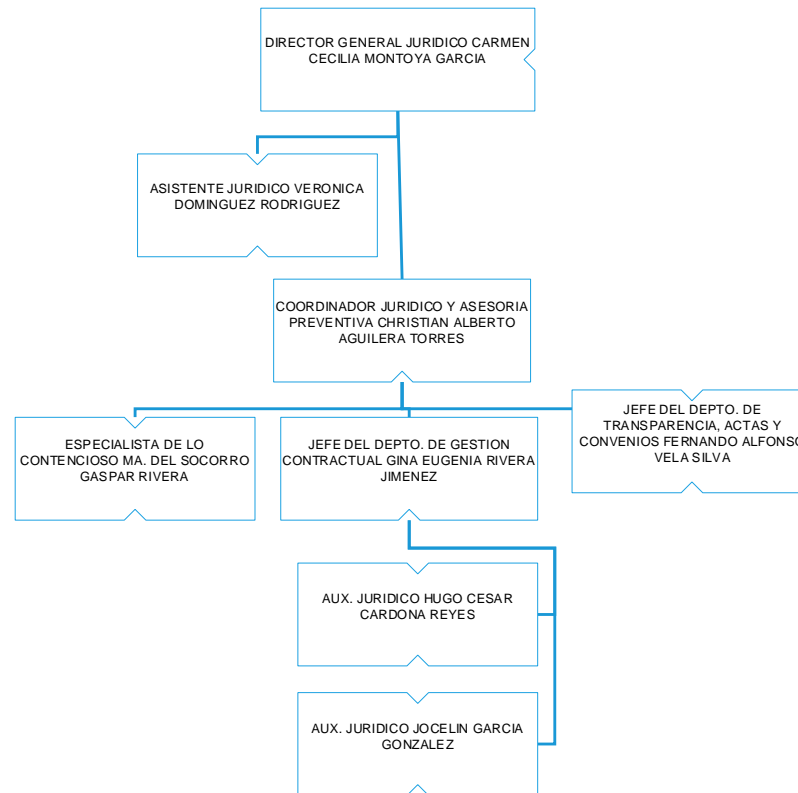 DIRECTOR GENERAL JURIDICO CARMEN
CECILIA MONTOYA GARCIA
ASISTENTE JURIDICO VERONICA
DOMINGUEZ RODRIGUEZ
COORDINADOR JURIDICO Y ASESORIA
PREVENTIVA CHRISTIAN ALBERTO
AGUILERA TORRES
ESPECIALISTA DE LO
CONTENCIOSO MA. DEL SOCORRO
GASPAR RIVERA
JEFE DEL DEPTO. DE GESTION
CONTRACTUAL GINA EUGENIA RIVERA
JIMENEZ
JEFE DEL DEPTO. DE
TRANSPARENCIA, ACTAS Y
CONVENIOS FERNANDO ALFONSO
VELA SILVA
AUX. JURIDICO HUGO CESAR
CARDONA REYES
AUX. JURIDICO JOCELIN GARCIA
GONZALEZ